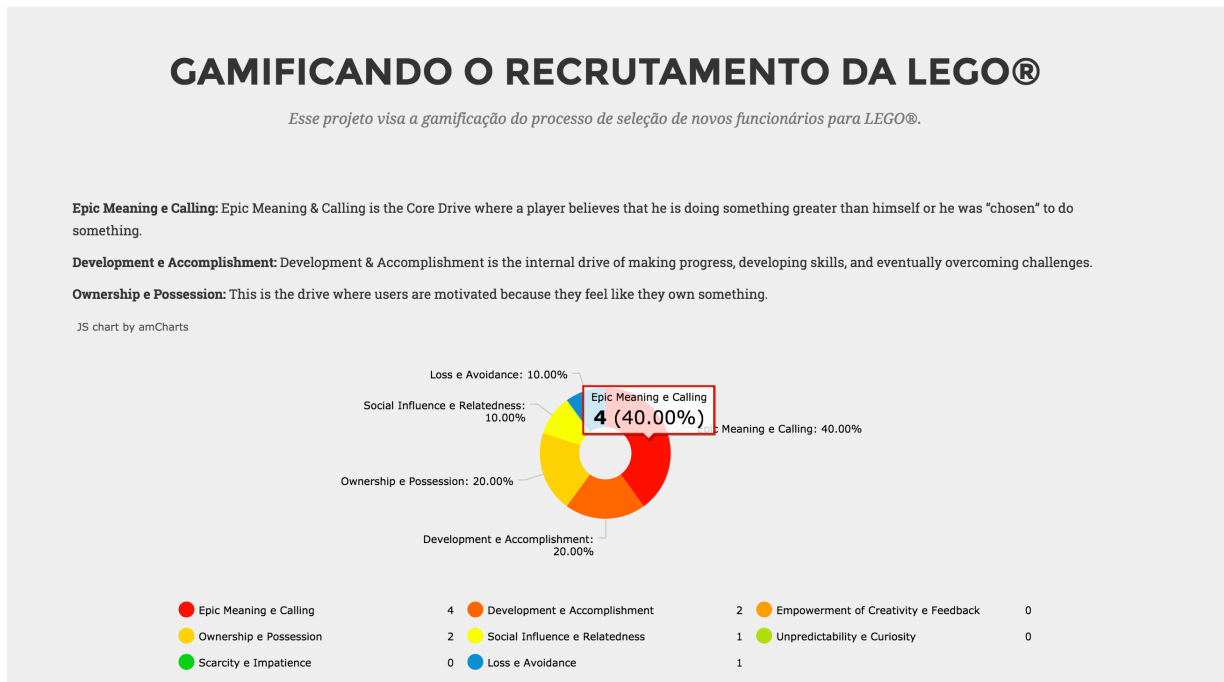 GAMIFICANDO O RECRUTAMENTO DA LEGO®
Esse projeto visa a gamificação do processo de seleção de novos funcionários para LEGO®.
Epic Meaning e Calling: Epic Meaning & Calling is the Core Drive where a player believes that he is doing something greater than himself or he was “chosen” to do
something.
Development e Accomplishment: Development & Accomplishment is the internal drive of making progress, developing skills, and eventually overcoming challenges.
Ownership e Possession: This is the drive where users are motivated because they feel like they own something.
JS chart by amCharts
Loss e Avoidance: 10.00%
Epic Meaning e Calling
4 (40.00%)
Social Influence e Relatedness:
10.00%
Epic Meaning e Calling: 40.00%
Ownership e Possession: 20.00%
Development e Accomplishment:
20.00%
Epic Meaning e Calling 4 Development e Accomplishment 2 Empowerment of Creativity e Feedback 0
Ownership e Possession 2 Social Influence e Relatedness 1 Unpredictability e Curiosity 0
Scarcity e Impatience 0 Loss e Avoidance 1